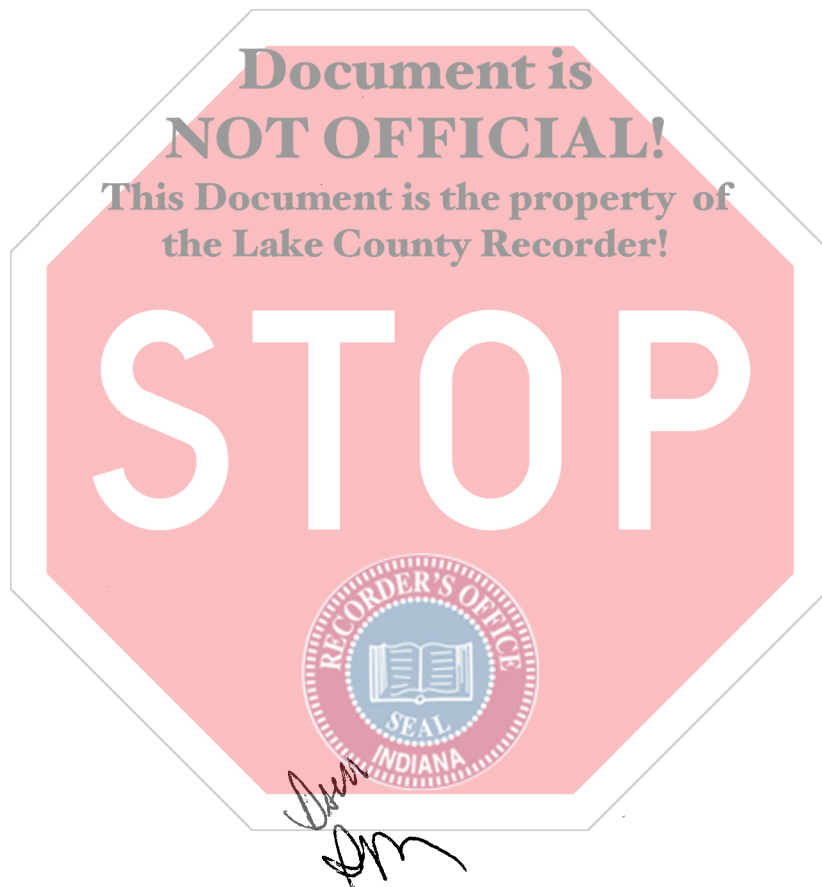 Document is
NOT OFFICIAL!
This Document is the property of
the Lake County Recorder!
STOP
RECORDER'S OFFICE
SEAL
INDIANA